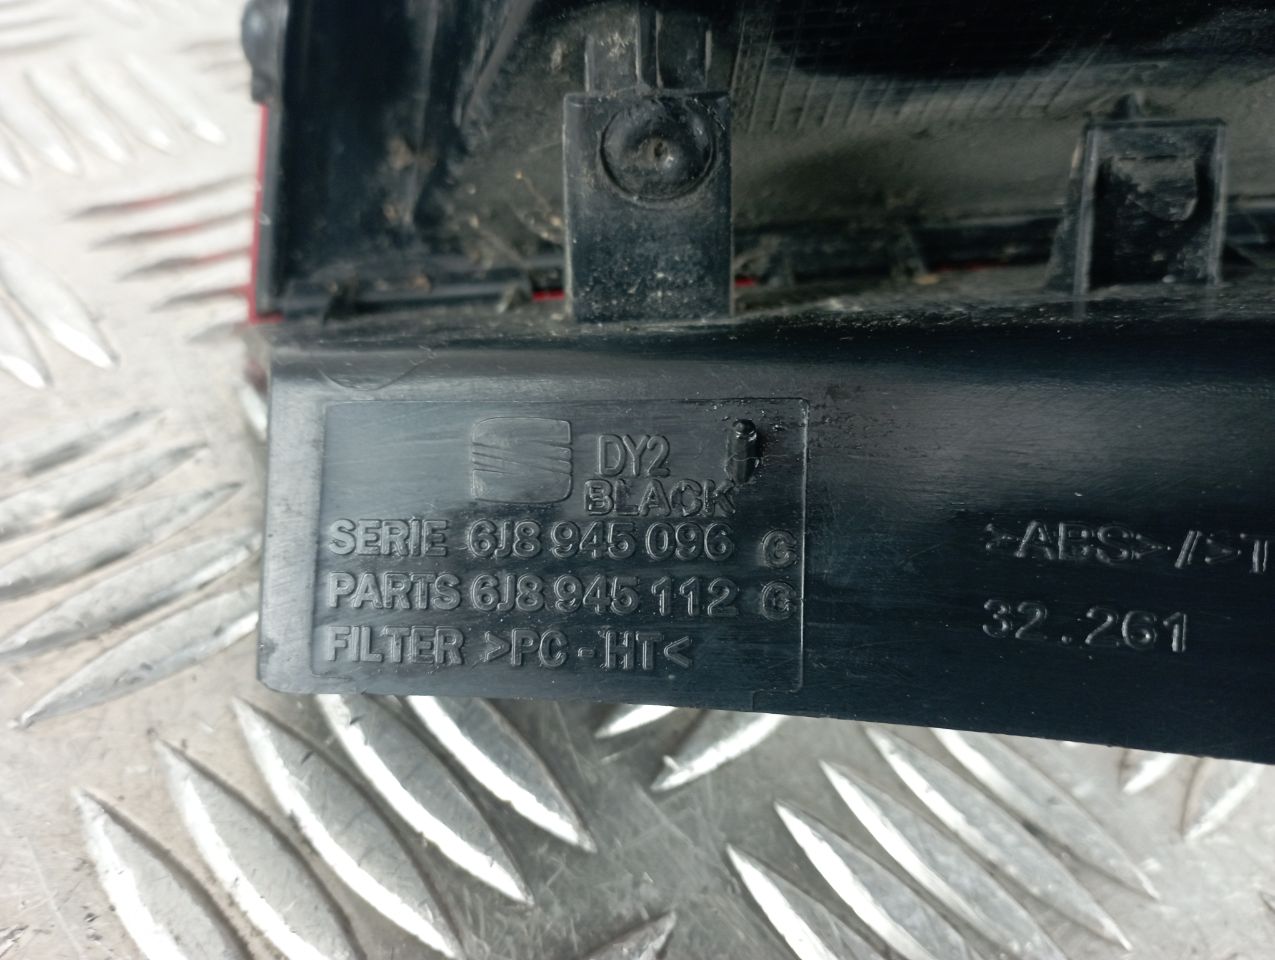 DY2
BLACK
SERIE 6J8 945 096 C
PARTS 6J8 945 112 G
FILTER >PC-HT<
>ABS>/>T
32.261